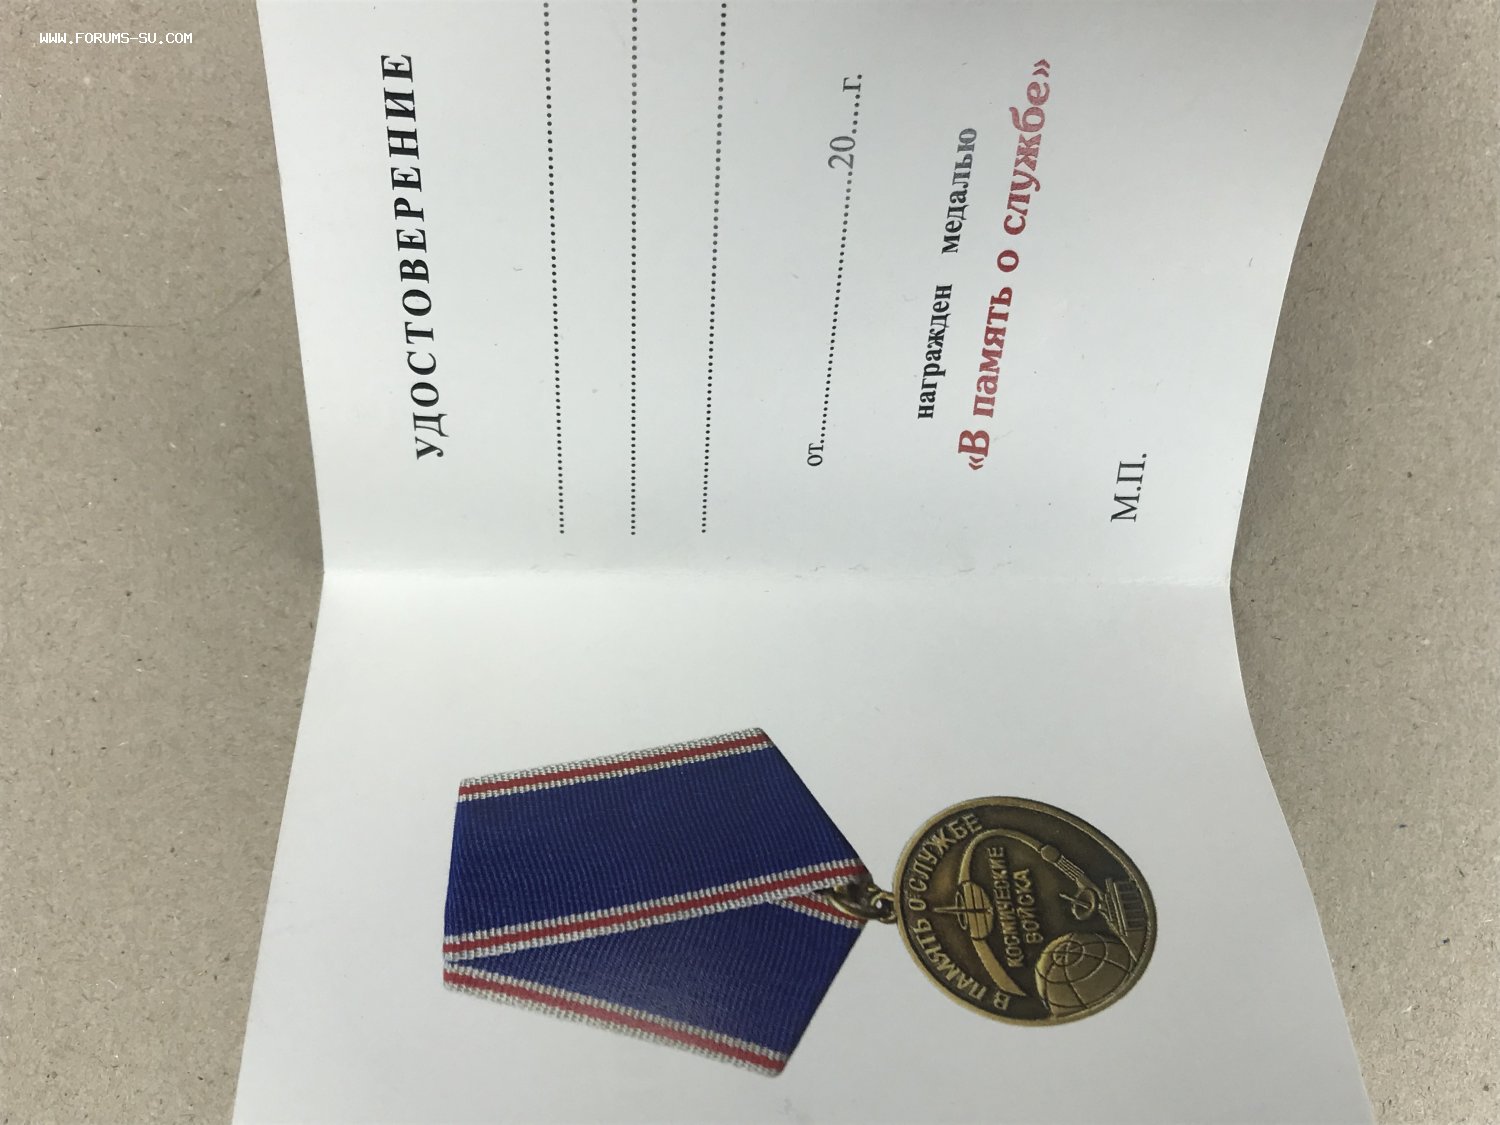 WWW.FORUMS-SU.COM
УДОСТОВЕРЕНИЕ
от..............................20.....г.
награжден медалью
«В память о службе»
М.П.
В ПАМЯТЬ О СЛУЖБЕ
КОСМИЧЕСКИЕ
ВОЙСКА